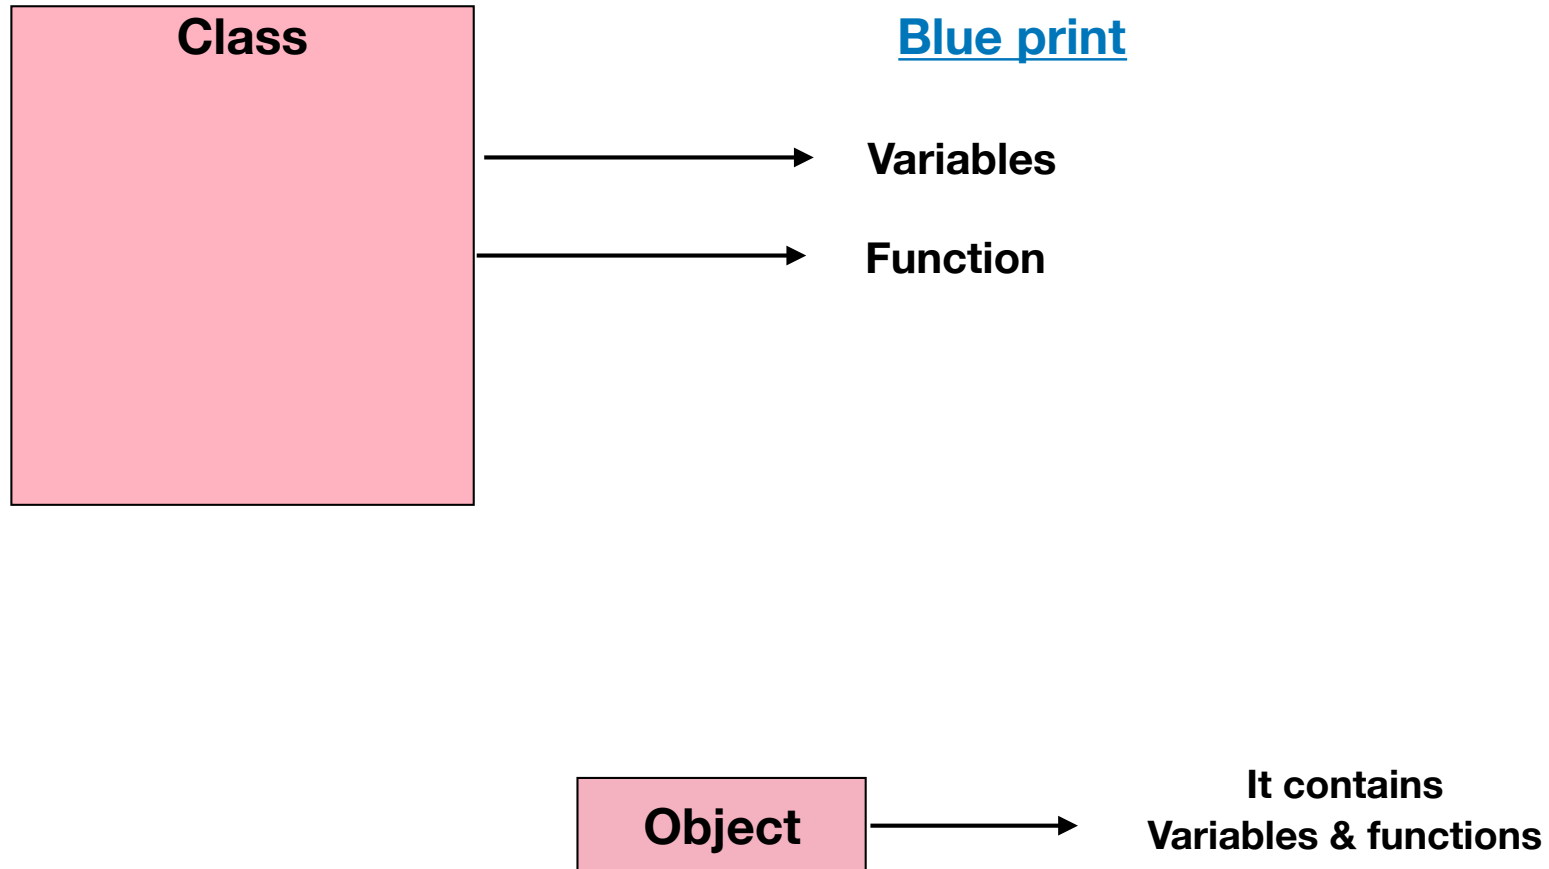 Class
Blue print
Variables
Function
Object
It contains
Variables & functions